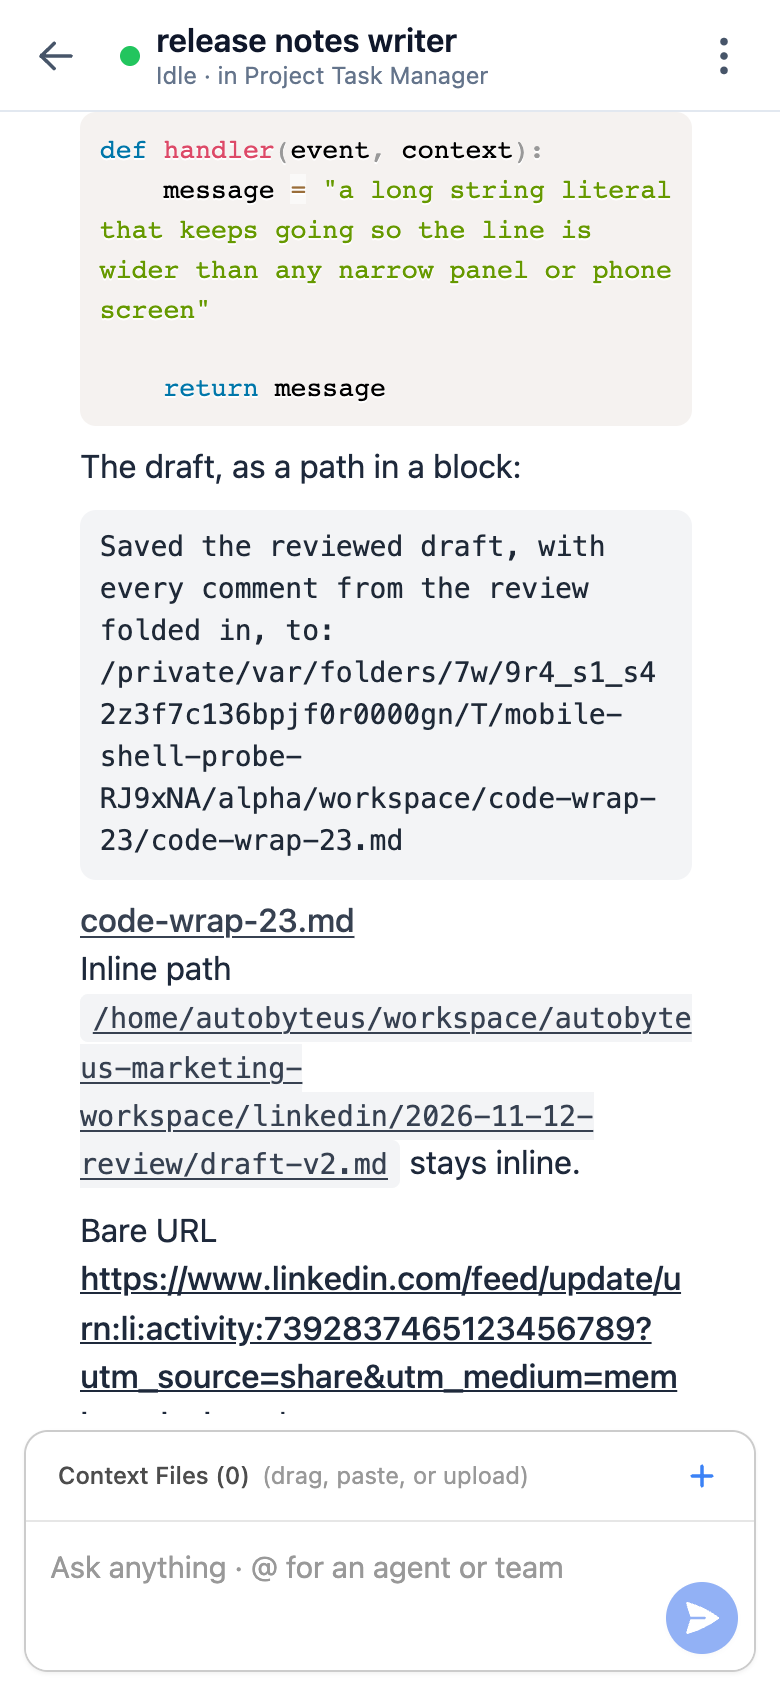 release notes writer
Idle · in Project Task Manager
def handler(event, context):
    message = "a long string literal
that keeps going so the line is
wider than any narrow panel or phone
screen"
    return message
The draft, as a path in a block:
Saved the reviewed draft, with
every comment from the review
folded in, to:
/private/var/folders/7w/9r4_s1_s4
2z3f7c136bpjf0r0000gn/T/mobile-
shell-probe-
RJ9xNA/alpha/workspace/code-wrap-
23/code-wrap-23.md
code-wrap-23.md
Inline path
/home/autobyteus/workspace/autobyte
us-marketing-
workspace/linkedin/2026-11-12-
review/draft-v2.md stays inline.
Bare URL
https://www.linkedin.com/feed/update/u
rn:li:activity:7392837465123456789?
utm_source=share&utm_medium=mem
Context Files (0) (drag, paste, or upload)
Ask anything · @ for an agent or team